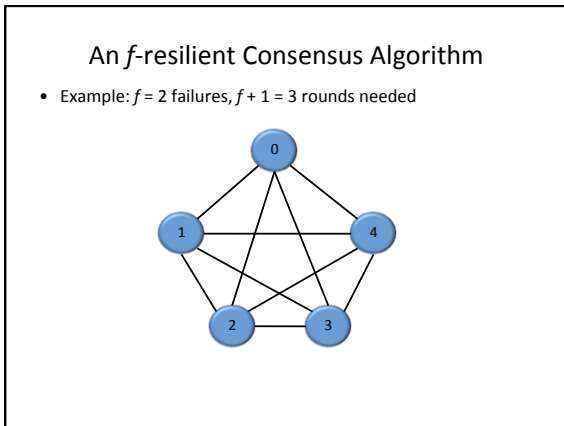 An f-resilient Consensus Algorithm
• Example: f = 2 failures, f + 1 = 3 rounds needed
0
1
4
2
3